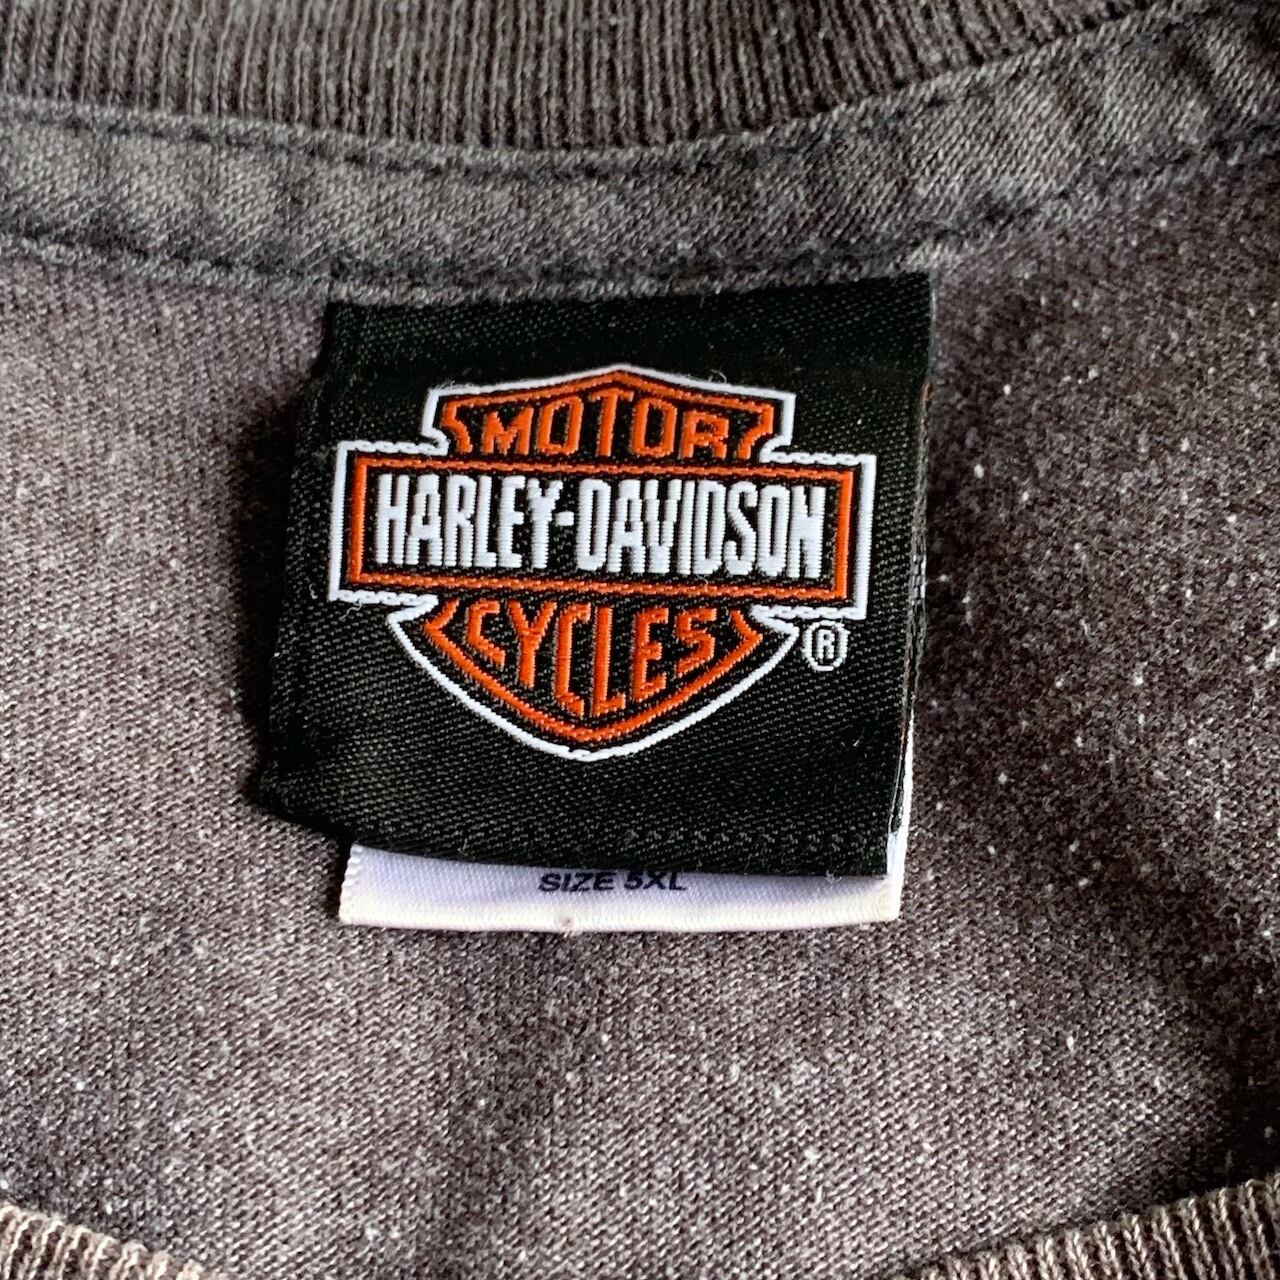 MOTOR
HARLEY-DAVIDSON
CYCLES
®
SIZE 5XL